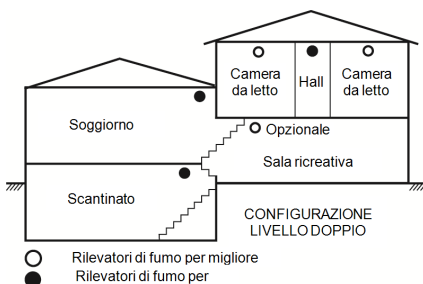 Camera
da letto
Hall
Camera
da letto
Soggiorno
Opzionale
Sala ricreativa
Scantinato
CONFIGURAZIONE
LIVELLO DOPPIO
Rilevatori di fumo per migliore
Rilevatori di fumo per